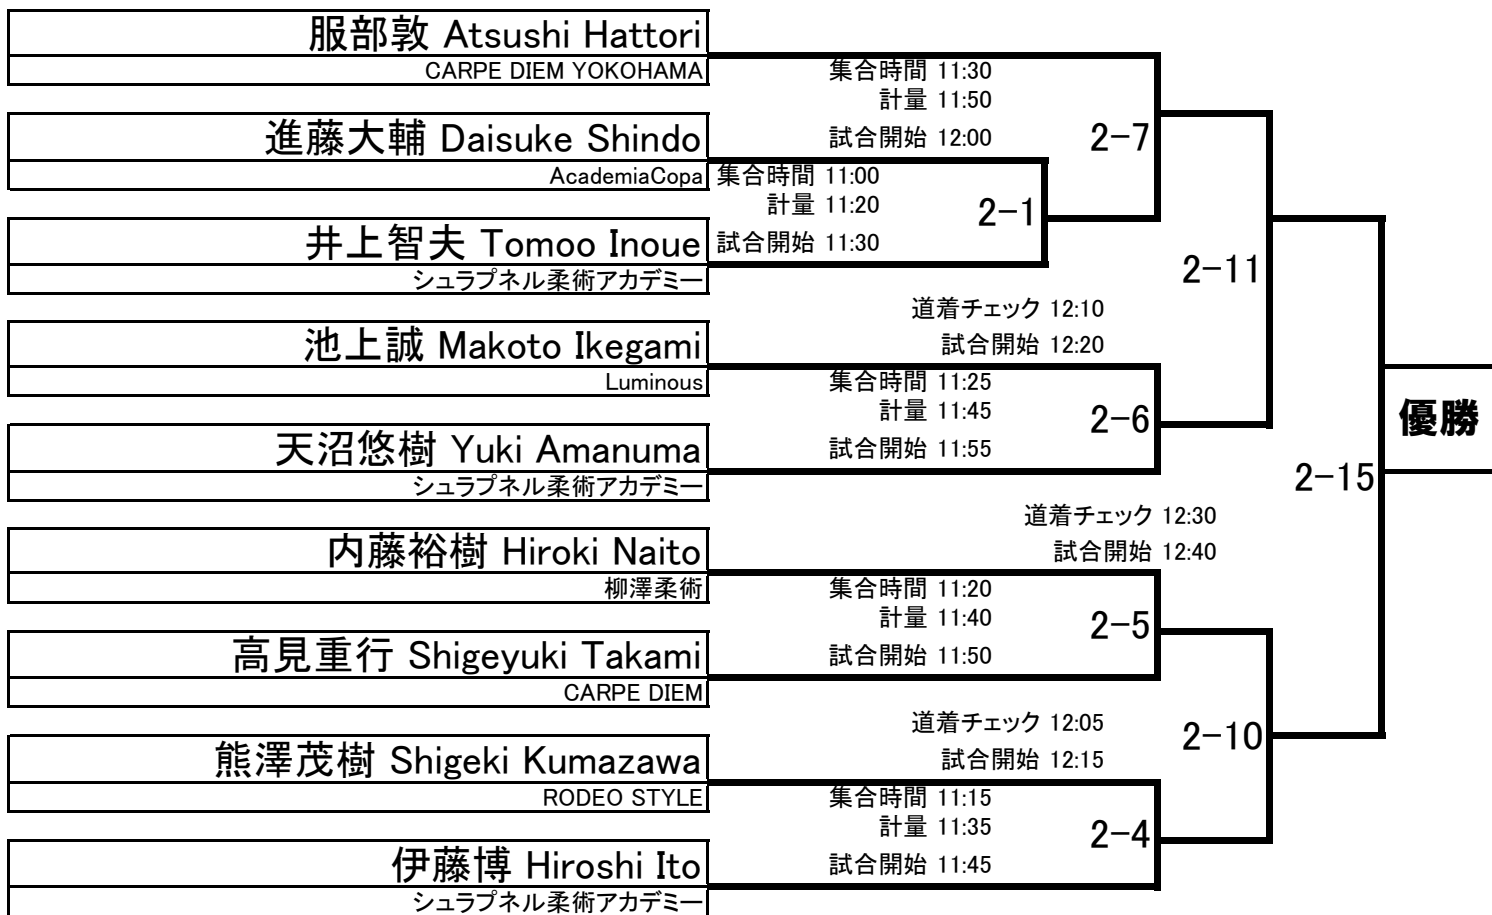 服部敦 Atsushi Hattori
CARPE DIEM YOKOHAMA
集合時間 11:30
計量 11:50
試合開始 12:00
2-7
進藤大輔 Daisuke Shindo
AcademiaCopa
集合時間 11:00
計量 11:20
試合開始 11:30
2-1
井上智夫 Tomoo Inoue
シュラプネル柔術アカデミー
2-11
道着チェック 12:10
試合開始 12:20
池上誠 Makoto Ikegami
Luminous
集合時間 11:25
計量 11:45
試合開始 11:55
2-6
優勝
天沼悠樹 Yuki Amanuma
シュラプネル柔術アカデミー
2-15
道着チェック 12:30
試合開始 12:40
内藤裕樹 Hiroki Naito
柳澤柔術
集合時間 11:20
計量 11:40
試合開始 11:50
2-5
高見重行 Shigeyuki Takami
CARPE DIEM
道着チェック 12:05
試合開始 12:15
2-10
熊澤茂樹 Shigeki Kumazawa
RODEO STYLE
集合時間 11:15
計量 11:35
試合開始 11:45
2-4
伊藤博 Hiroshi Ito
シュラプネル柔術アカデミー